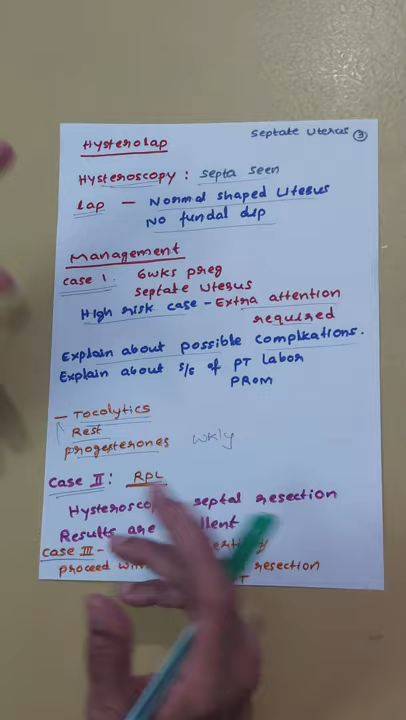 Septate Uterus ③
Hysterolap
Hysteroscopy : Septa seen
Lap — Normal shaped Uterus
No fundal dip
Management
Case 1. 6wks preg
Septate Uterus
High risk case - Extra attention
required
Explain about possible complications.
Explain about s/s of PT labor
PROM
— Tocolytics
Rest
progesterones wkly
Case II : RPL
septal resection
Results are
Case III -
proceed resection